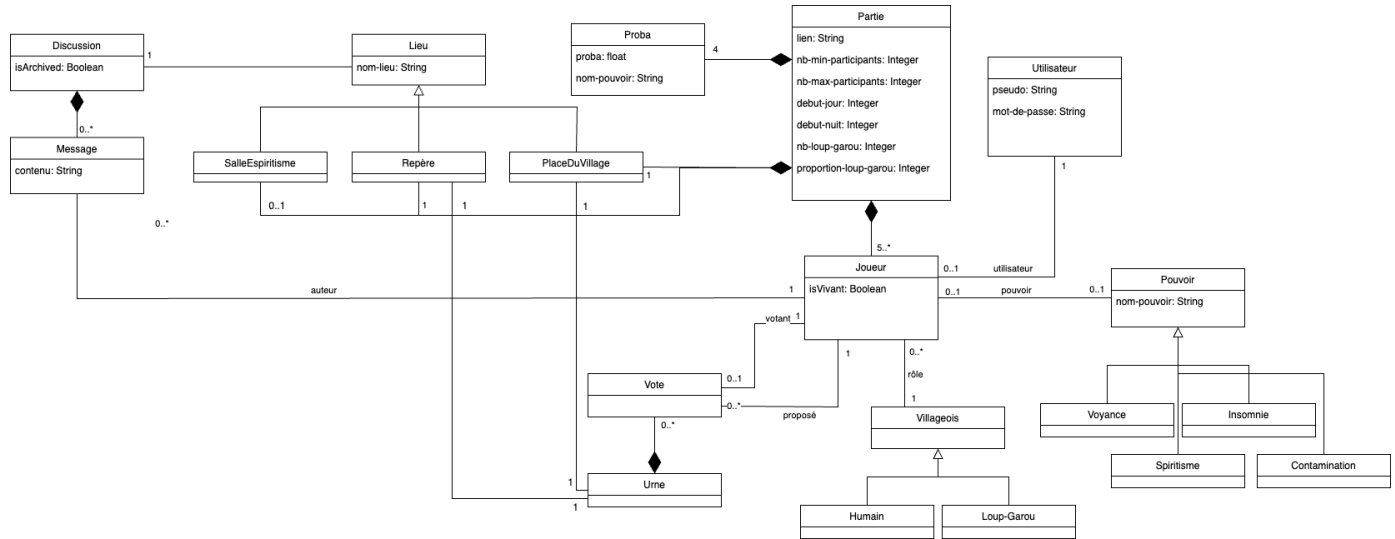 Discussion
isArchived: Boolean
1
Lieu
nom-lieu: String
Proba
proba: float
nom-pouvoir: String
4
Partie
lien: String
nb-min-participants: Integer
nb-max-participants: Integer
debut-jour: Integer
debut-nuit: Integer
nb-loup-garou: Integer
proportion-loup-garou: Integer
Utilisateur
pseudo: String
mot-de-passe: String
0..*
Message
contenu: String
SalleEspiritisme
Repère
PlaceDuVillage
1
1
0..1
1
1
1
0..*
5..*
Joueur
isVivant: Boolean
0..1
utilisateur
0..1
pouvoir
0..1
Pouvoir
nom-pouvoir: String
auteur
1
votant
1
1
0..*
rôle
1
Vote
0..1
0..*
proposé
0..*
Villageois
Voyance
Insomnie
Spiritisme
Contamination
Urne
1
1
Humain
Loup-Garou